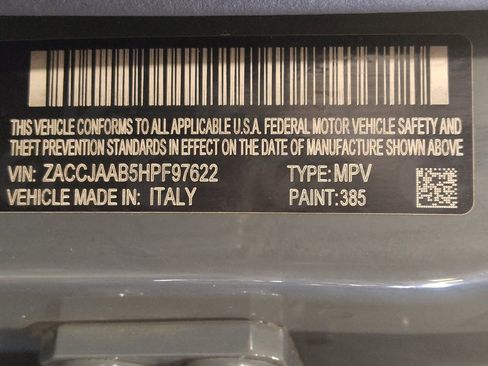 THIS VEHICLE CONFORMS TO ALL APPLICABLE U.S.A. FEDERAL MOTOR VEHICLE SAFETY AND
THEFT PREVENTION STANDARDS IN EFFECT ON THE DATE OF MANUFACTURE SHOWN ABOVE
VIN: ZACCJAAB5HPF97622 TYPE: MPV
VEHICLE MADE IN: ITALY PAINT: 385